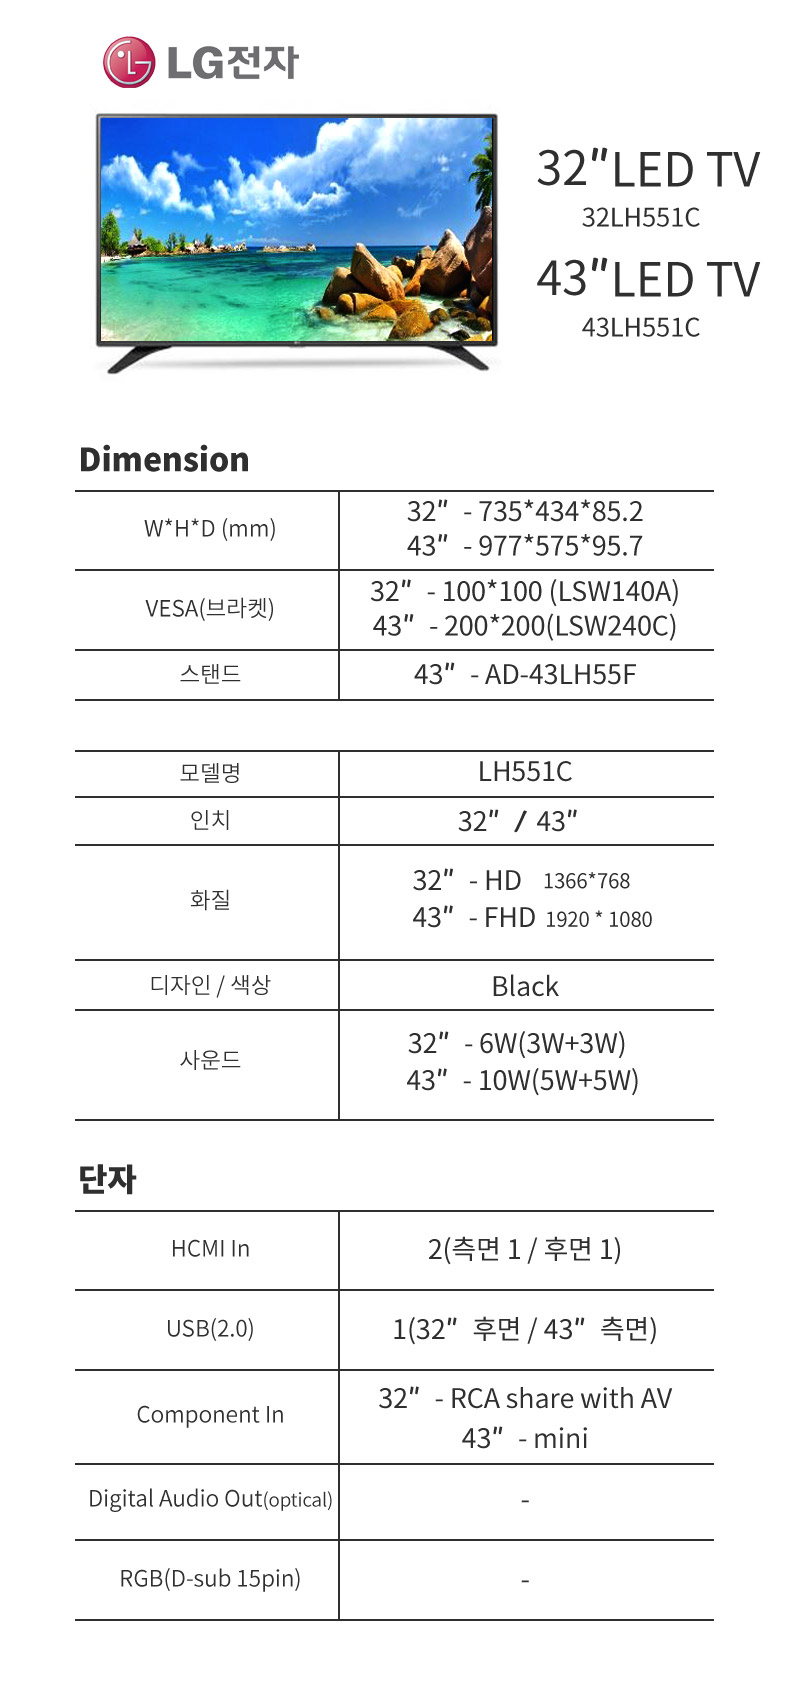 LG전자
32"LED TV
32LH551C
43"LED TV
43LH551C
Dimension
W*H*D (mm)
32" - 735*434*85.2
43" - 977*575*95.7
VESA(브라켓)
32" - 100*100 (LSW140A)
43" - 200*200(LSW240C)
스탠드
43" - AD-43LH55F
모델명
LH551C
인치
32" / 43"
화질
32" - HD 1366*768
43" - FHD 1920 * 1080
디자인 / 색상
Black
사운드
32" - 6W(3W+3W)
43" - 10W(5W+5W)
단자
HCMI In
2(측면 1 / 후면 1)
USB(2.0)
1(32" 후면 / 43" 측면)
Component In
32" - RCA share with AV
43" - mini
Digital Audio Out(optical)
-
RGB(D-sub 15pin)
-